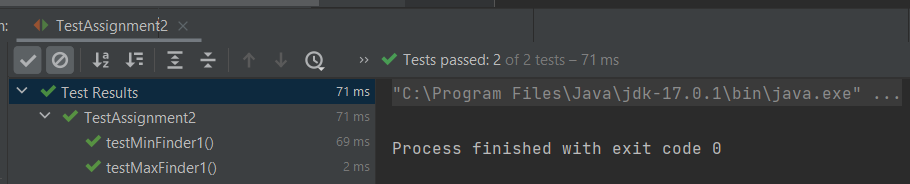 n: TestAssignment2
Tests passed: 2 of 2 tests – 71 ms
Test Results 71 ms
TestAssignment2 71 ms
testMinFinder1() 69 ms
testMaxFinder1() 2 ms
"C:\Program Files\Java\jdk-17.0.1\bin\java.exe" ...
Process finished with exit code 0